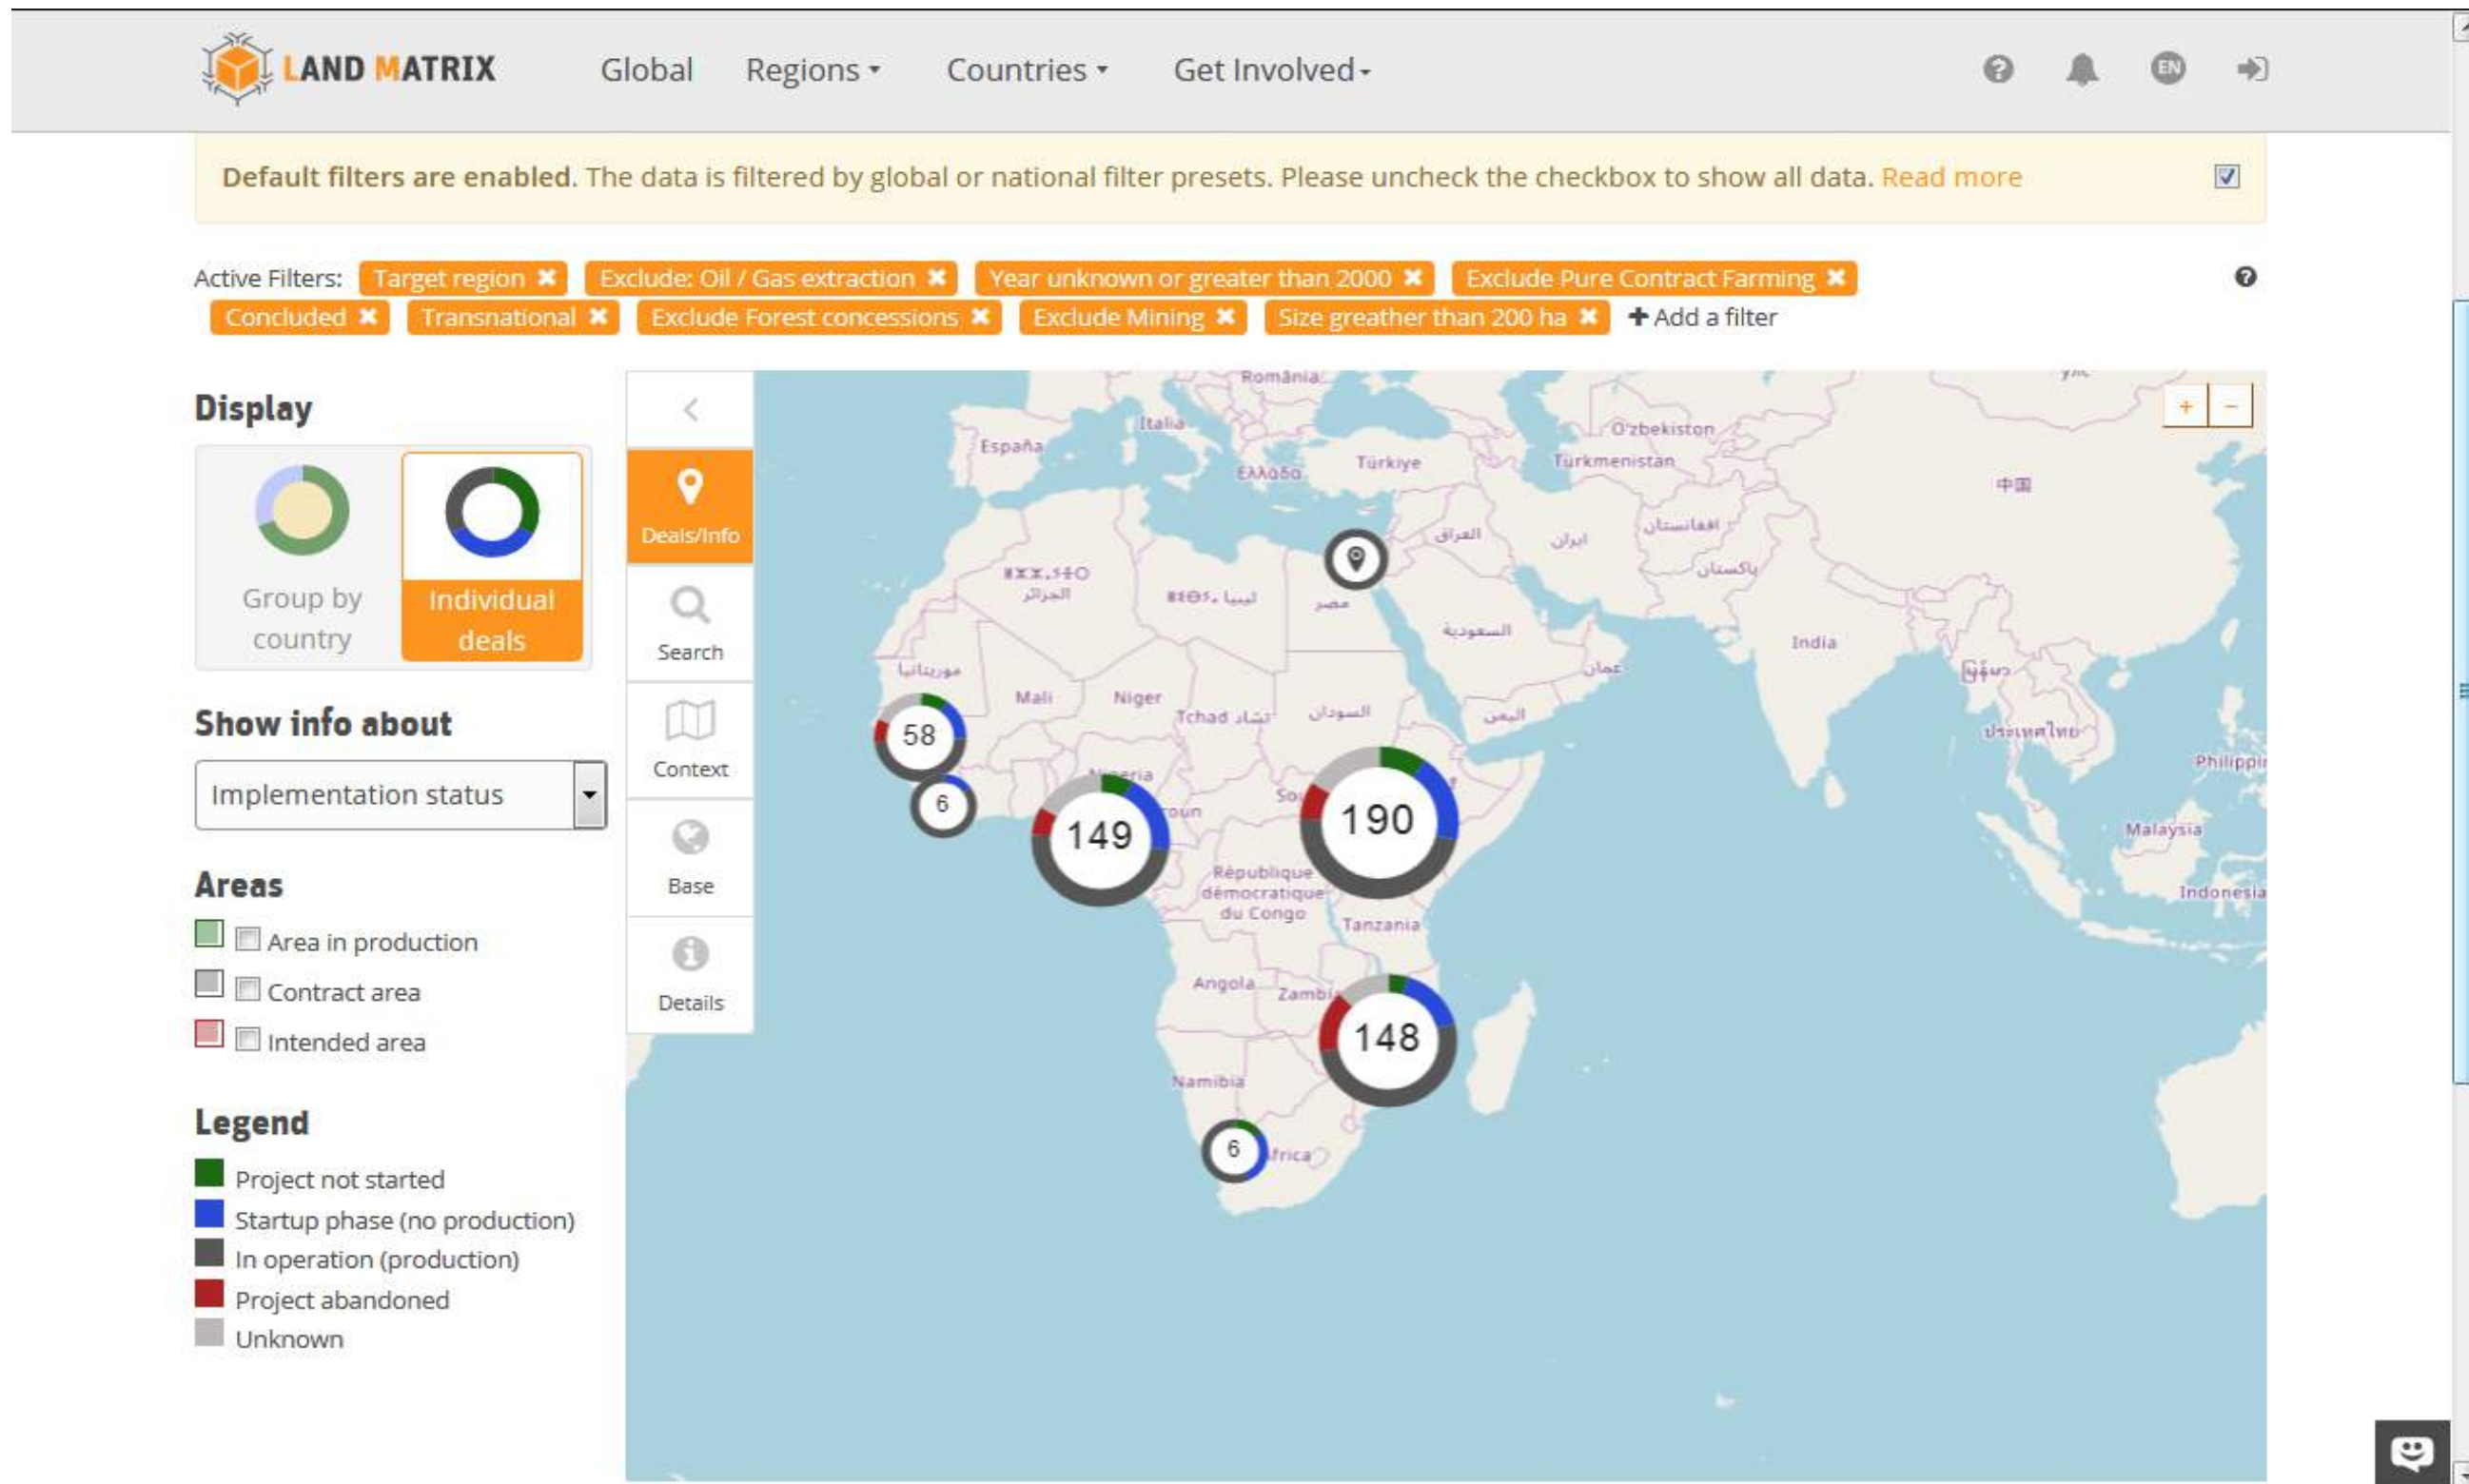 LAND MATRIX Global Regions Countries Get Involved EN
Default filters are enabled. The data is filtered by global or national filter presets. Please uncheck the checkbox to show all data. Read more
Active Filters: Target region Exclude: Oil / Gas extraction Year unknown or greater than 2000 Exclude Pure Contract Farming
Concluded Transnational Exclude Forest concessions Exclude Mining Size greather than 200 ha + Add a filter
Display
Group by
country
Individual
deals
Show info about
Implementation status
Areas
Area in production
Contract area
Intended area
Legend
Project not started
Startup phase (no production)
In operation (production)
Project abandoned
Unknown
Deals/Info
Search
Context
Base
Details
+ −
România
Italia
España
Ελλάδα
Türkiye
O'zbekiston
Türkmenistan
中国
العراق
ایران
افغانستان
پاکستان
الجزائر
ليبيا
مصر
السعودية
India
عمان
موريتانيا
Mali
Niger
Tchad تشاد
السودان
اليمن
ประเทศไทย
58
Philippi
6
149
190
Malaysia
République
démocratique
du Congo
Indonesia
Tanzania
Angola
Zambia
148
Namibia
6